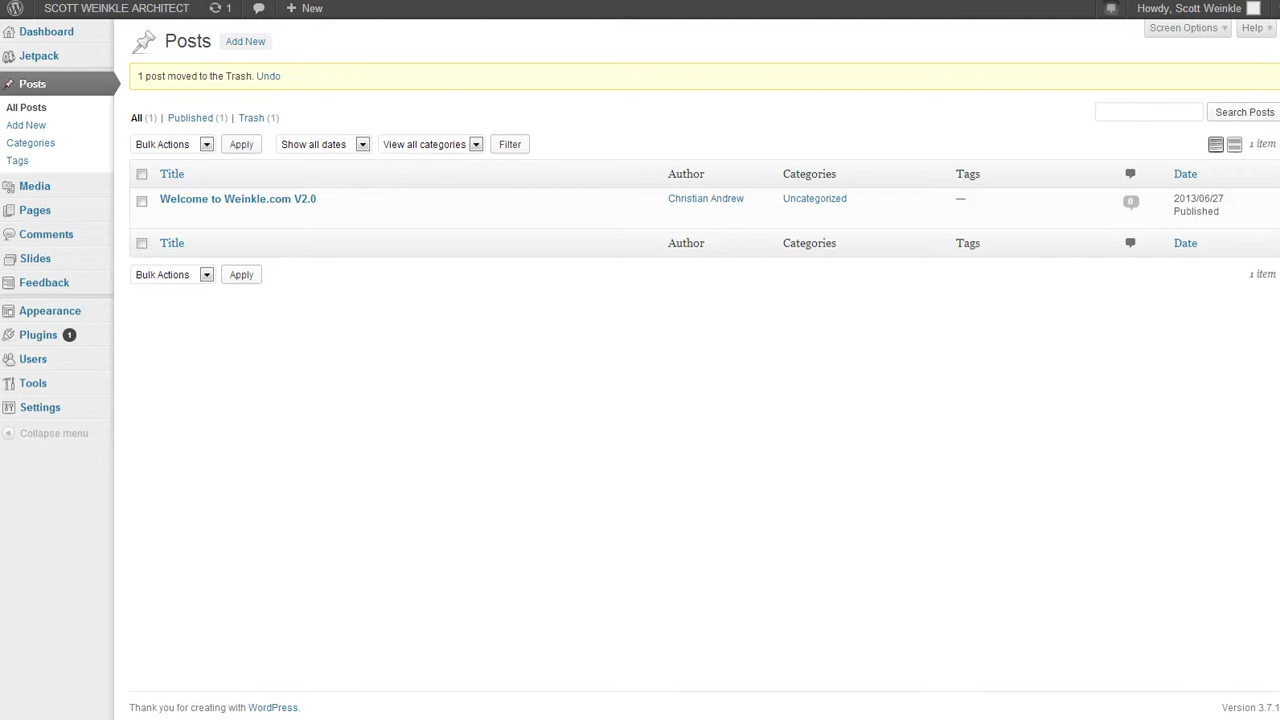 SCOTT WEINKLE ARCHITECT 1 New Howdy, Scott Weinkle
Dashboard
Jetpack
Posts
All Posts
Add New
Categories
Tags
Media
Pages
Comments
Slides
Feedback
Appearance
Plugins 1
Users
Tools
Settings
Collapse menu
Screen Options Help
Posts Add New
1 post moved to the Trash. Undo
All (1) | Published (1) | Trash (1)
Search Posts
Bulk Actions Apply Show all dates View all categories Filter 1 item
Title Author Categories Tags Date
Welcome to Weinkle.com V2.0 Christian Andrew Uncategorized — 0 2013/06/27
Published
Title Author Categories Tags Date
Bulk Actions Apply 1 item
Thank you for creating with WordPress. Version 3.7.1